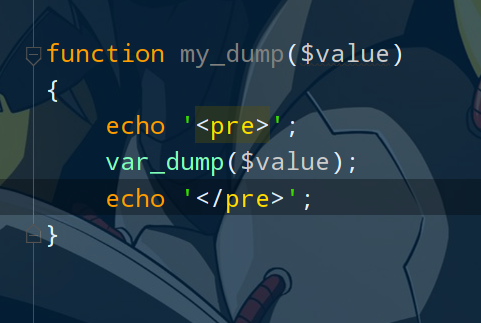 function my_dump($value)
{
    echo '<pre>';
    var_dump($value);
    echo '</pre>';
}